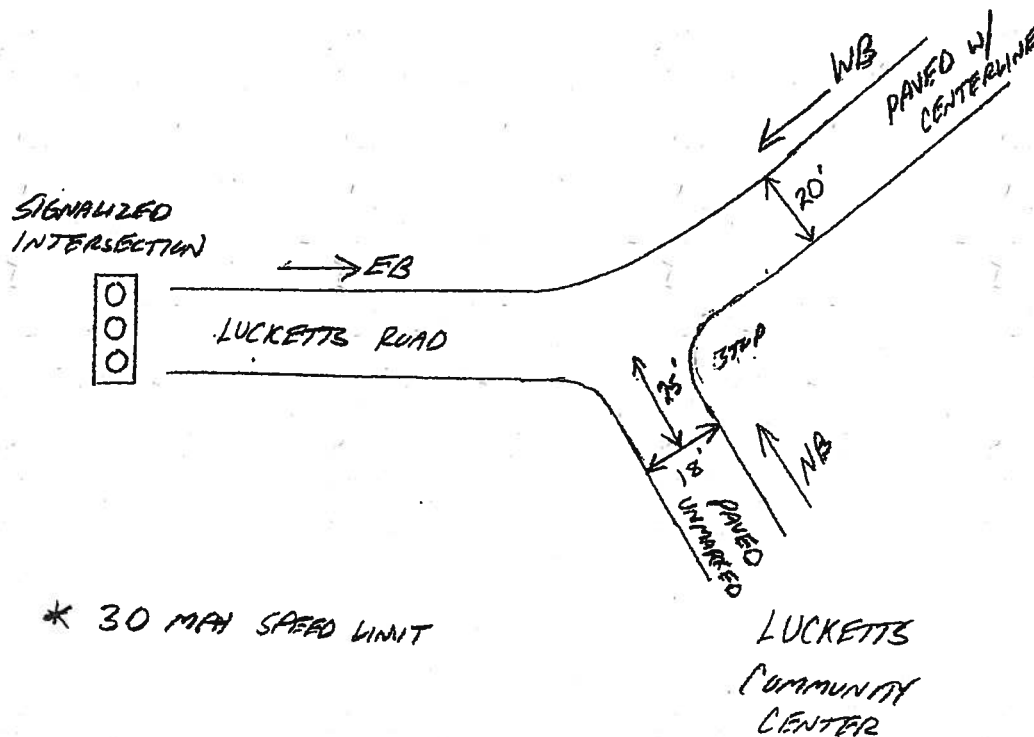 WB
PAVED W/
CENTERLINE
20'
SIGNALIZED
INTERSECTION
EB
LUCKETTS ROAD
STOP
25'
18'
NB
PAVED
UNMARKED
* 30 MPH SPEED LIMIT
LUCKETTS
COMMUNITY
CENTER